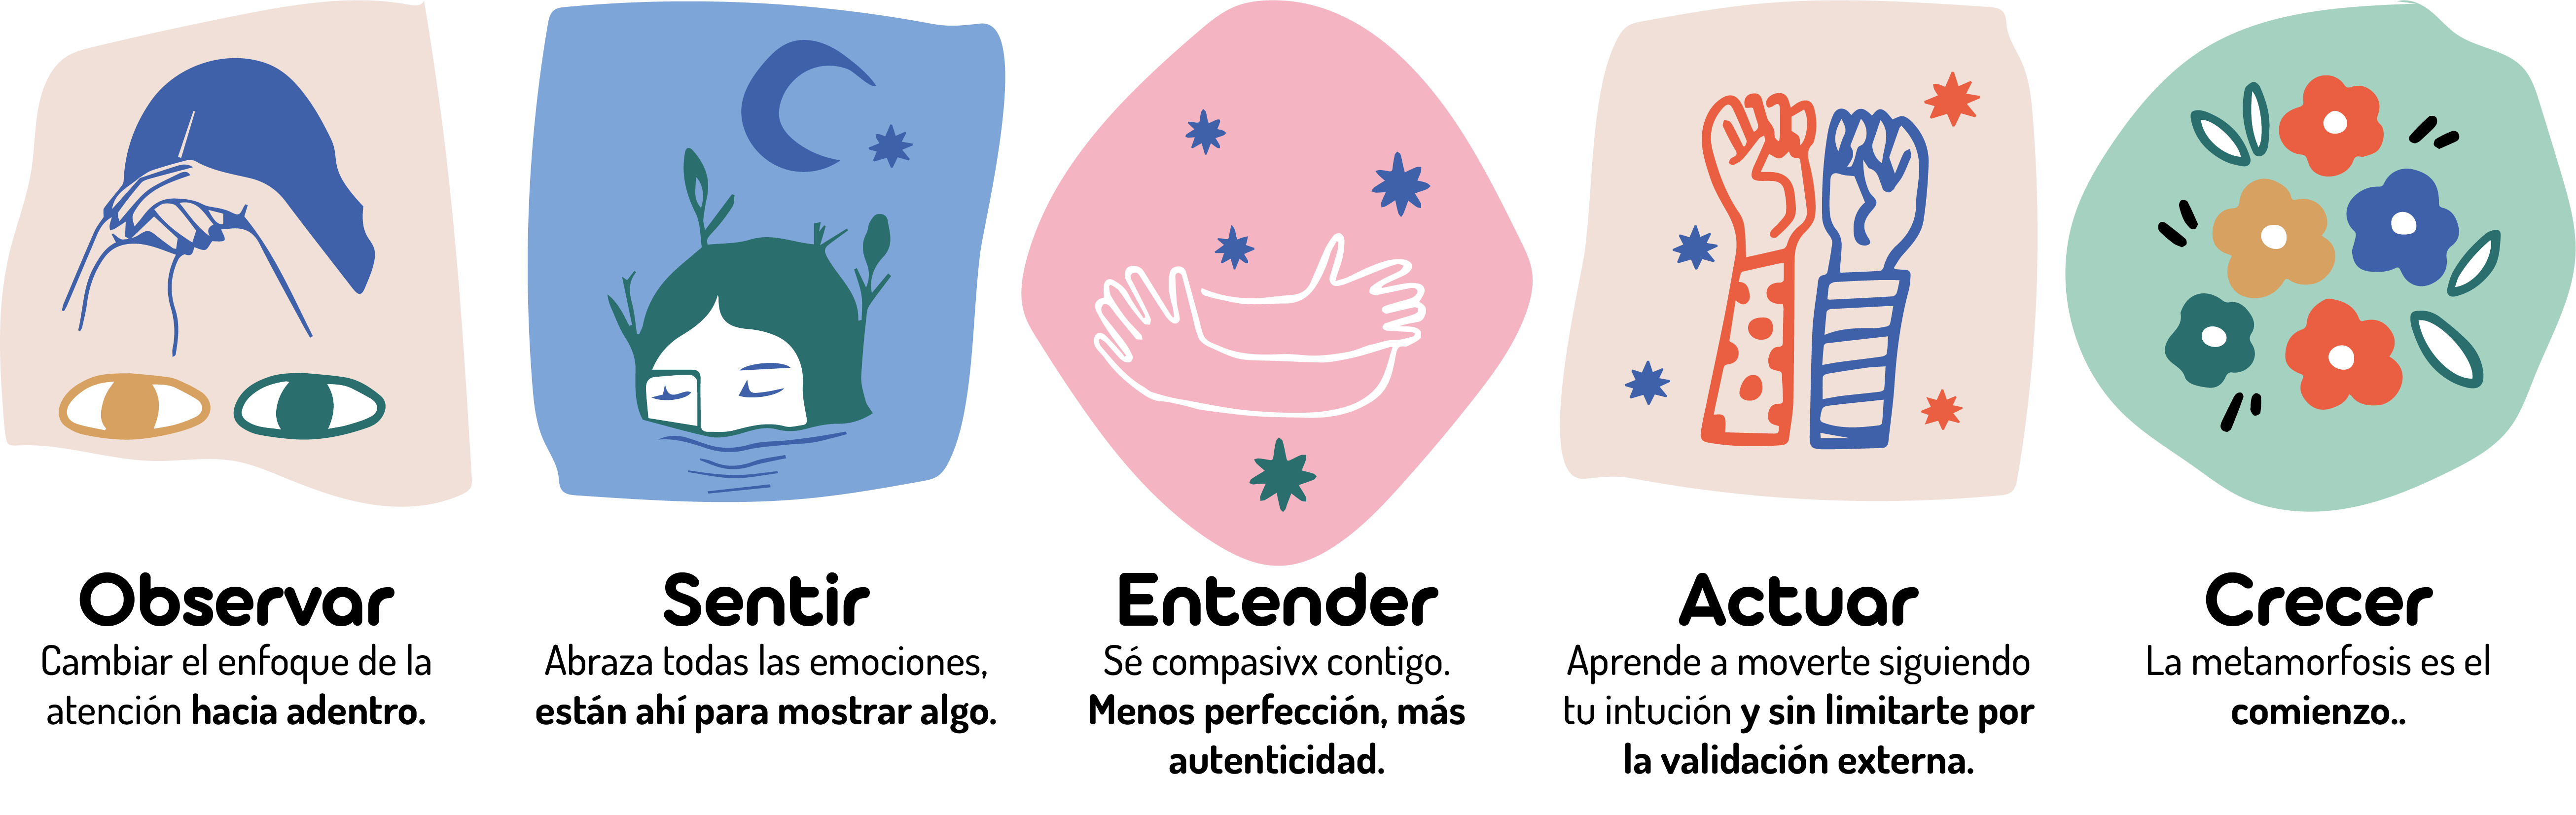 Observar
Cambiar el enfoque de la
atención hacia adentro.
Sentir
Abraza todas las emociones,
están ahí para mostrar algo.
Entender
Sé compasivx contigo.
Menos perfección, más
autenticidad.
Actuar
Aprende a moverte siguiendo
tu intución y sin limitarte por
la validación externa.
Crecer
La metamorfosis es el
comienzo..